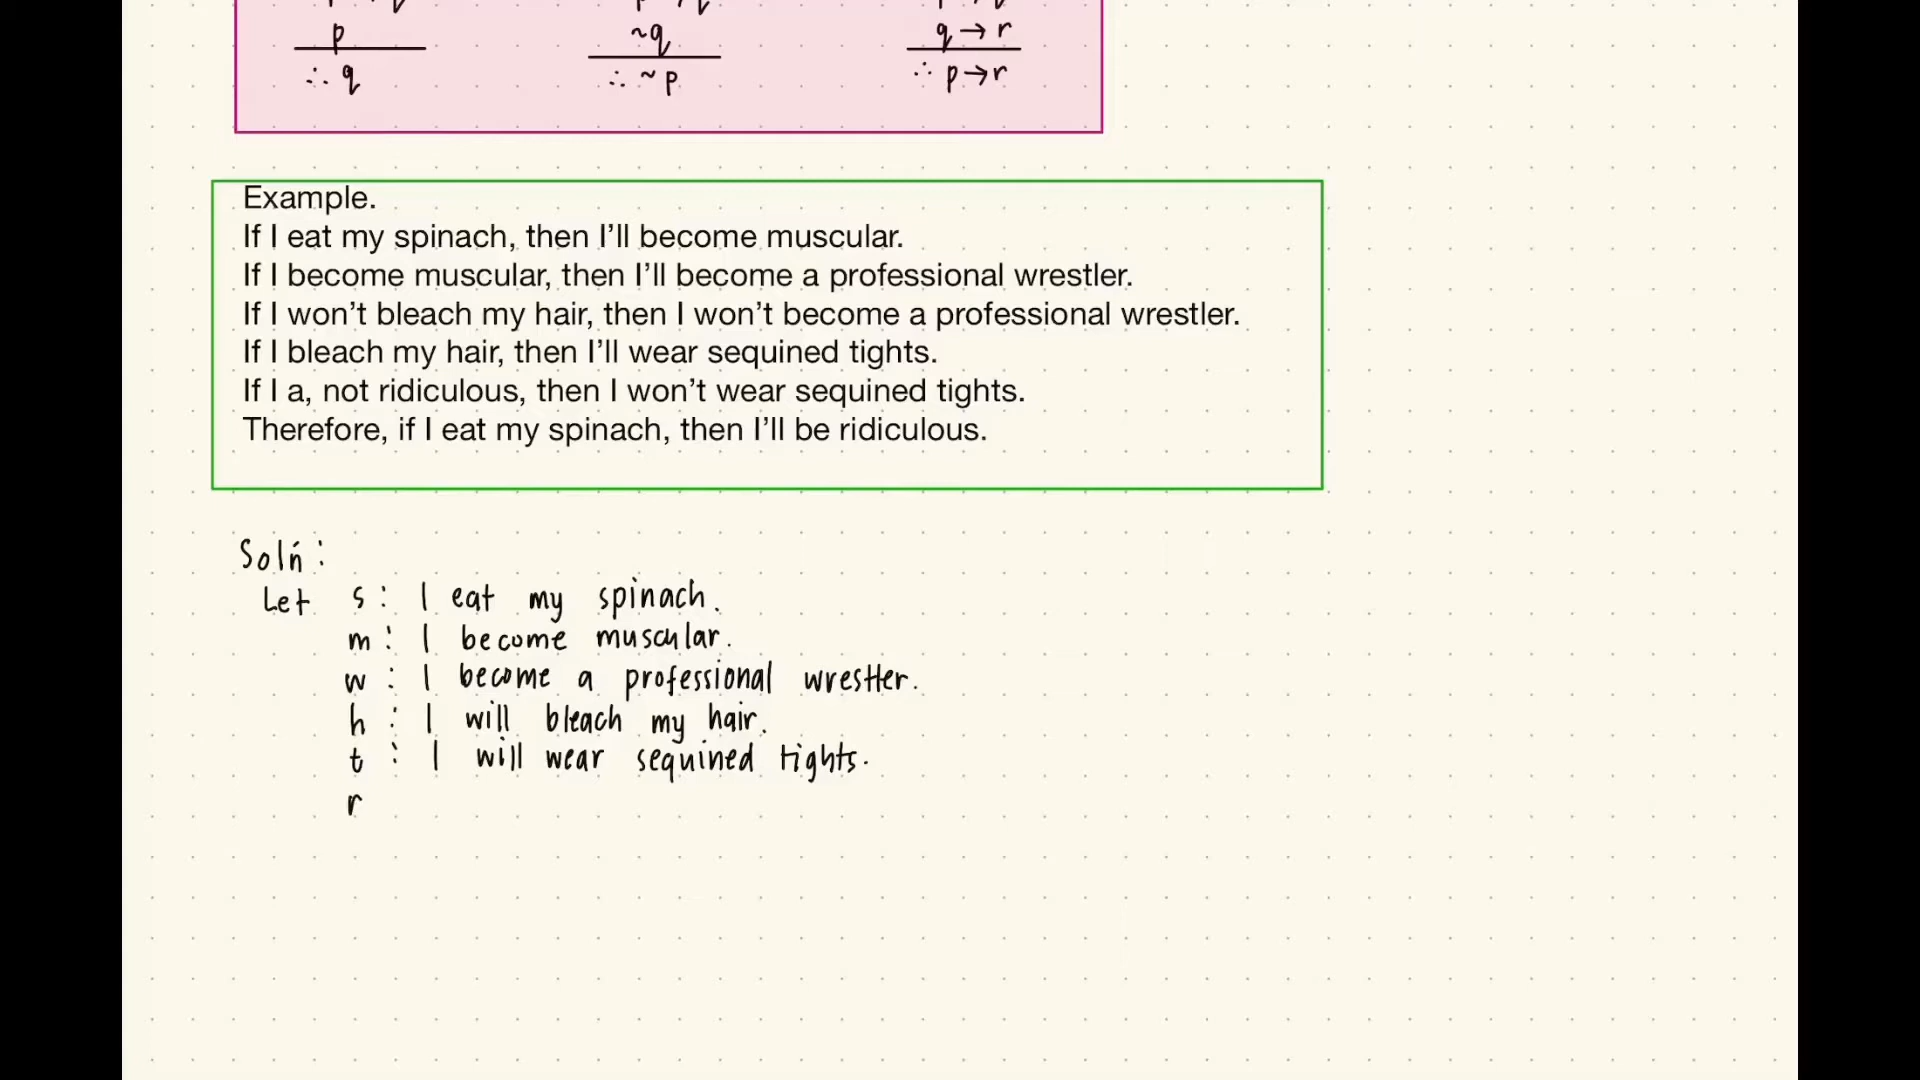 p
~q
q → r
∴ q
∴ ~p
∴ p→r
Example.
If I eat my spinach, then I’ll become muscular.
If I become muscular, then I’ll become a professional wrestler.
If I won’t bleach my hair, then I won’t become a professional wrestler.
If I bleach my hair, then I’ll wear sequined tights.
If I a, not ridiculous, then I won’t wear sequined tights.
Therefore, if I eat my spinach, then I’ll be ridiculous.
Sol'n :
Let s : I eat my spinach.
m : I become muscular.
w : I become a professional wrestler.
h : I will bleach my hair.
t : I will wear sequined tights.
r